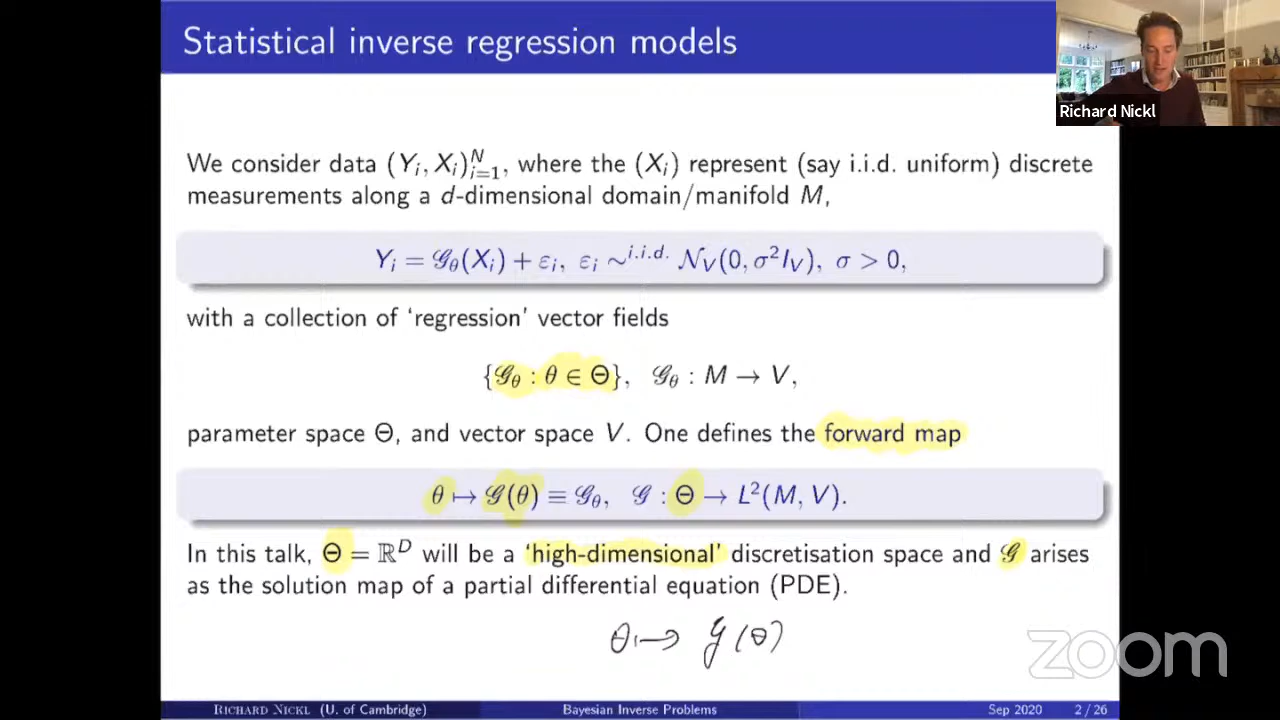 Statistical inverse regression models
Richard Nickl
We consider data (Y_i, X_i)_{i=1}^N, where the (X_i) represent (say i.i.d. uniform) discrete
measurements along a d-dimensional domain/manifold M,
Y_i = 𝒢_θ(X_i) + ε_i, ε_i ∼^{i.i.d.} 𝒩_V(0, σ²I_V), σ > 0,
with a collection of ‘regression’ vector fields
{𝒢_θ : θ ∈ Θ}, 𝒢_θ : M → V,
parameter space Θ, and vector space V. One defines the forward map
θ ↦ 𝒢(θ) ≡ 𝒢_θ, 𝒢 : Θ → L²(M, V).
In this talk, Θ = ℝ^D will be a ‘high-dimensional’ discretisation space and 𝒢 arises
as the solution map of a partial differential equation (PDE).
θ ↦ 𝒢(θ)
zoom
Richard Nickl (U. of Cambridge) Bayesian Inverse Problems Sep 2020 2 / 26